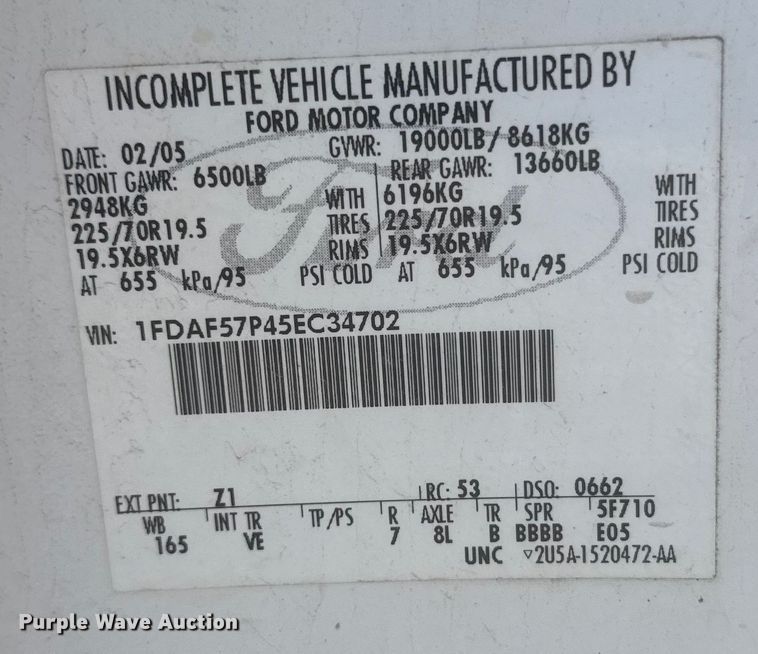 INCOMPLETE VEHICLE MANUFACTURED BY
FORD MOTOR COMPANY
DATE: 02/05 GVWR: 19000LB/ 8618KG
FRONT GAWR: 6500LB REAR GAWR: 13660LB
2948KG WITH 6196KG WITH
225/70R19.5 TIRES 225/70R19.5 TIRES
19.5X6RW RIMS 19.5X6RW RIMS
AT 655 kPa/95 PSI COLD AT 655 kPa/95 PSI COLD
Ford
VIN: 1FDAF57P45EC34702
EXT PNT: Z1 RC: 53 DSO: 0662
WB INT TR TP/PS R AXLE TR SPR 5F710
165 VE 7 8L B BBBB E05
UNC ▽2U5A-1520472-AA
Purple Wave Auction